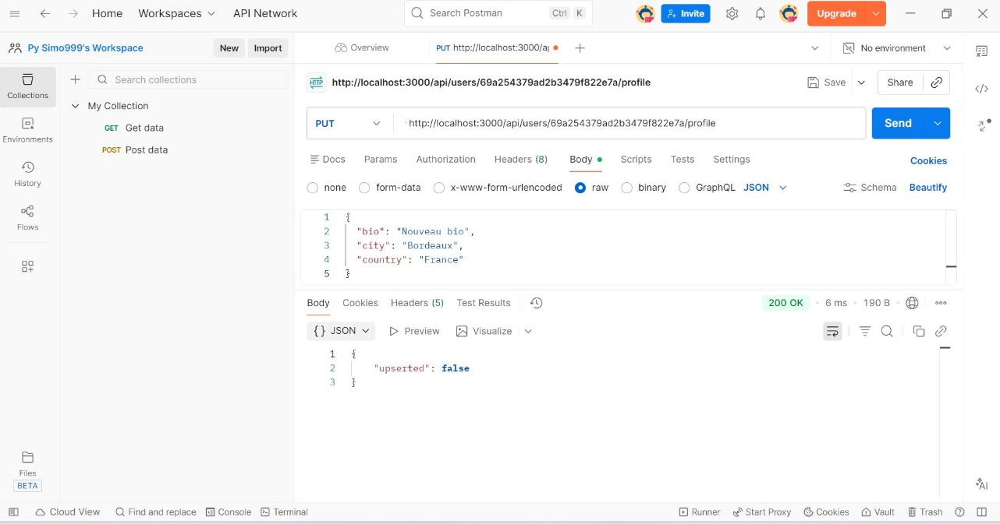 Home Workspaces API Network Search Postman Ctrl K Invite Upgrade
Py Simo999's Workspace New Import Overview PUT http://localhost:3000/a No environment
Search collections
Collections
Environments
History
Flows
Files
BETA
My Collection
GET Get data
POST Post data
HTTP http://localhost:3000/api/users/69a254379ad2b3479f822e7a/profile Save Share
PUT http://localhost:3000/api/users/69a254379ad2b3479f822e7a/profile Send
Docs Params Authorization Headers (8) Body Scripts Tests Settings Cookies
none form-data x-www-form-urlencoded raw binary GraphQL JSON Schema Beautify
1 {
2 "bio": "Nouveau bio",
3 "city": "Bordeaux",
4 "country": "France"
5 }
Body Cookies Headers (5) Test Results 200 OK • 6 ms • 190 B
{} JSON Preview Visualize
1 {
2 "upserted": false
3 }
AI
Cloud View Find and replace Console Terminal Runner Start Proxy Cookies Vault Trash